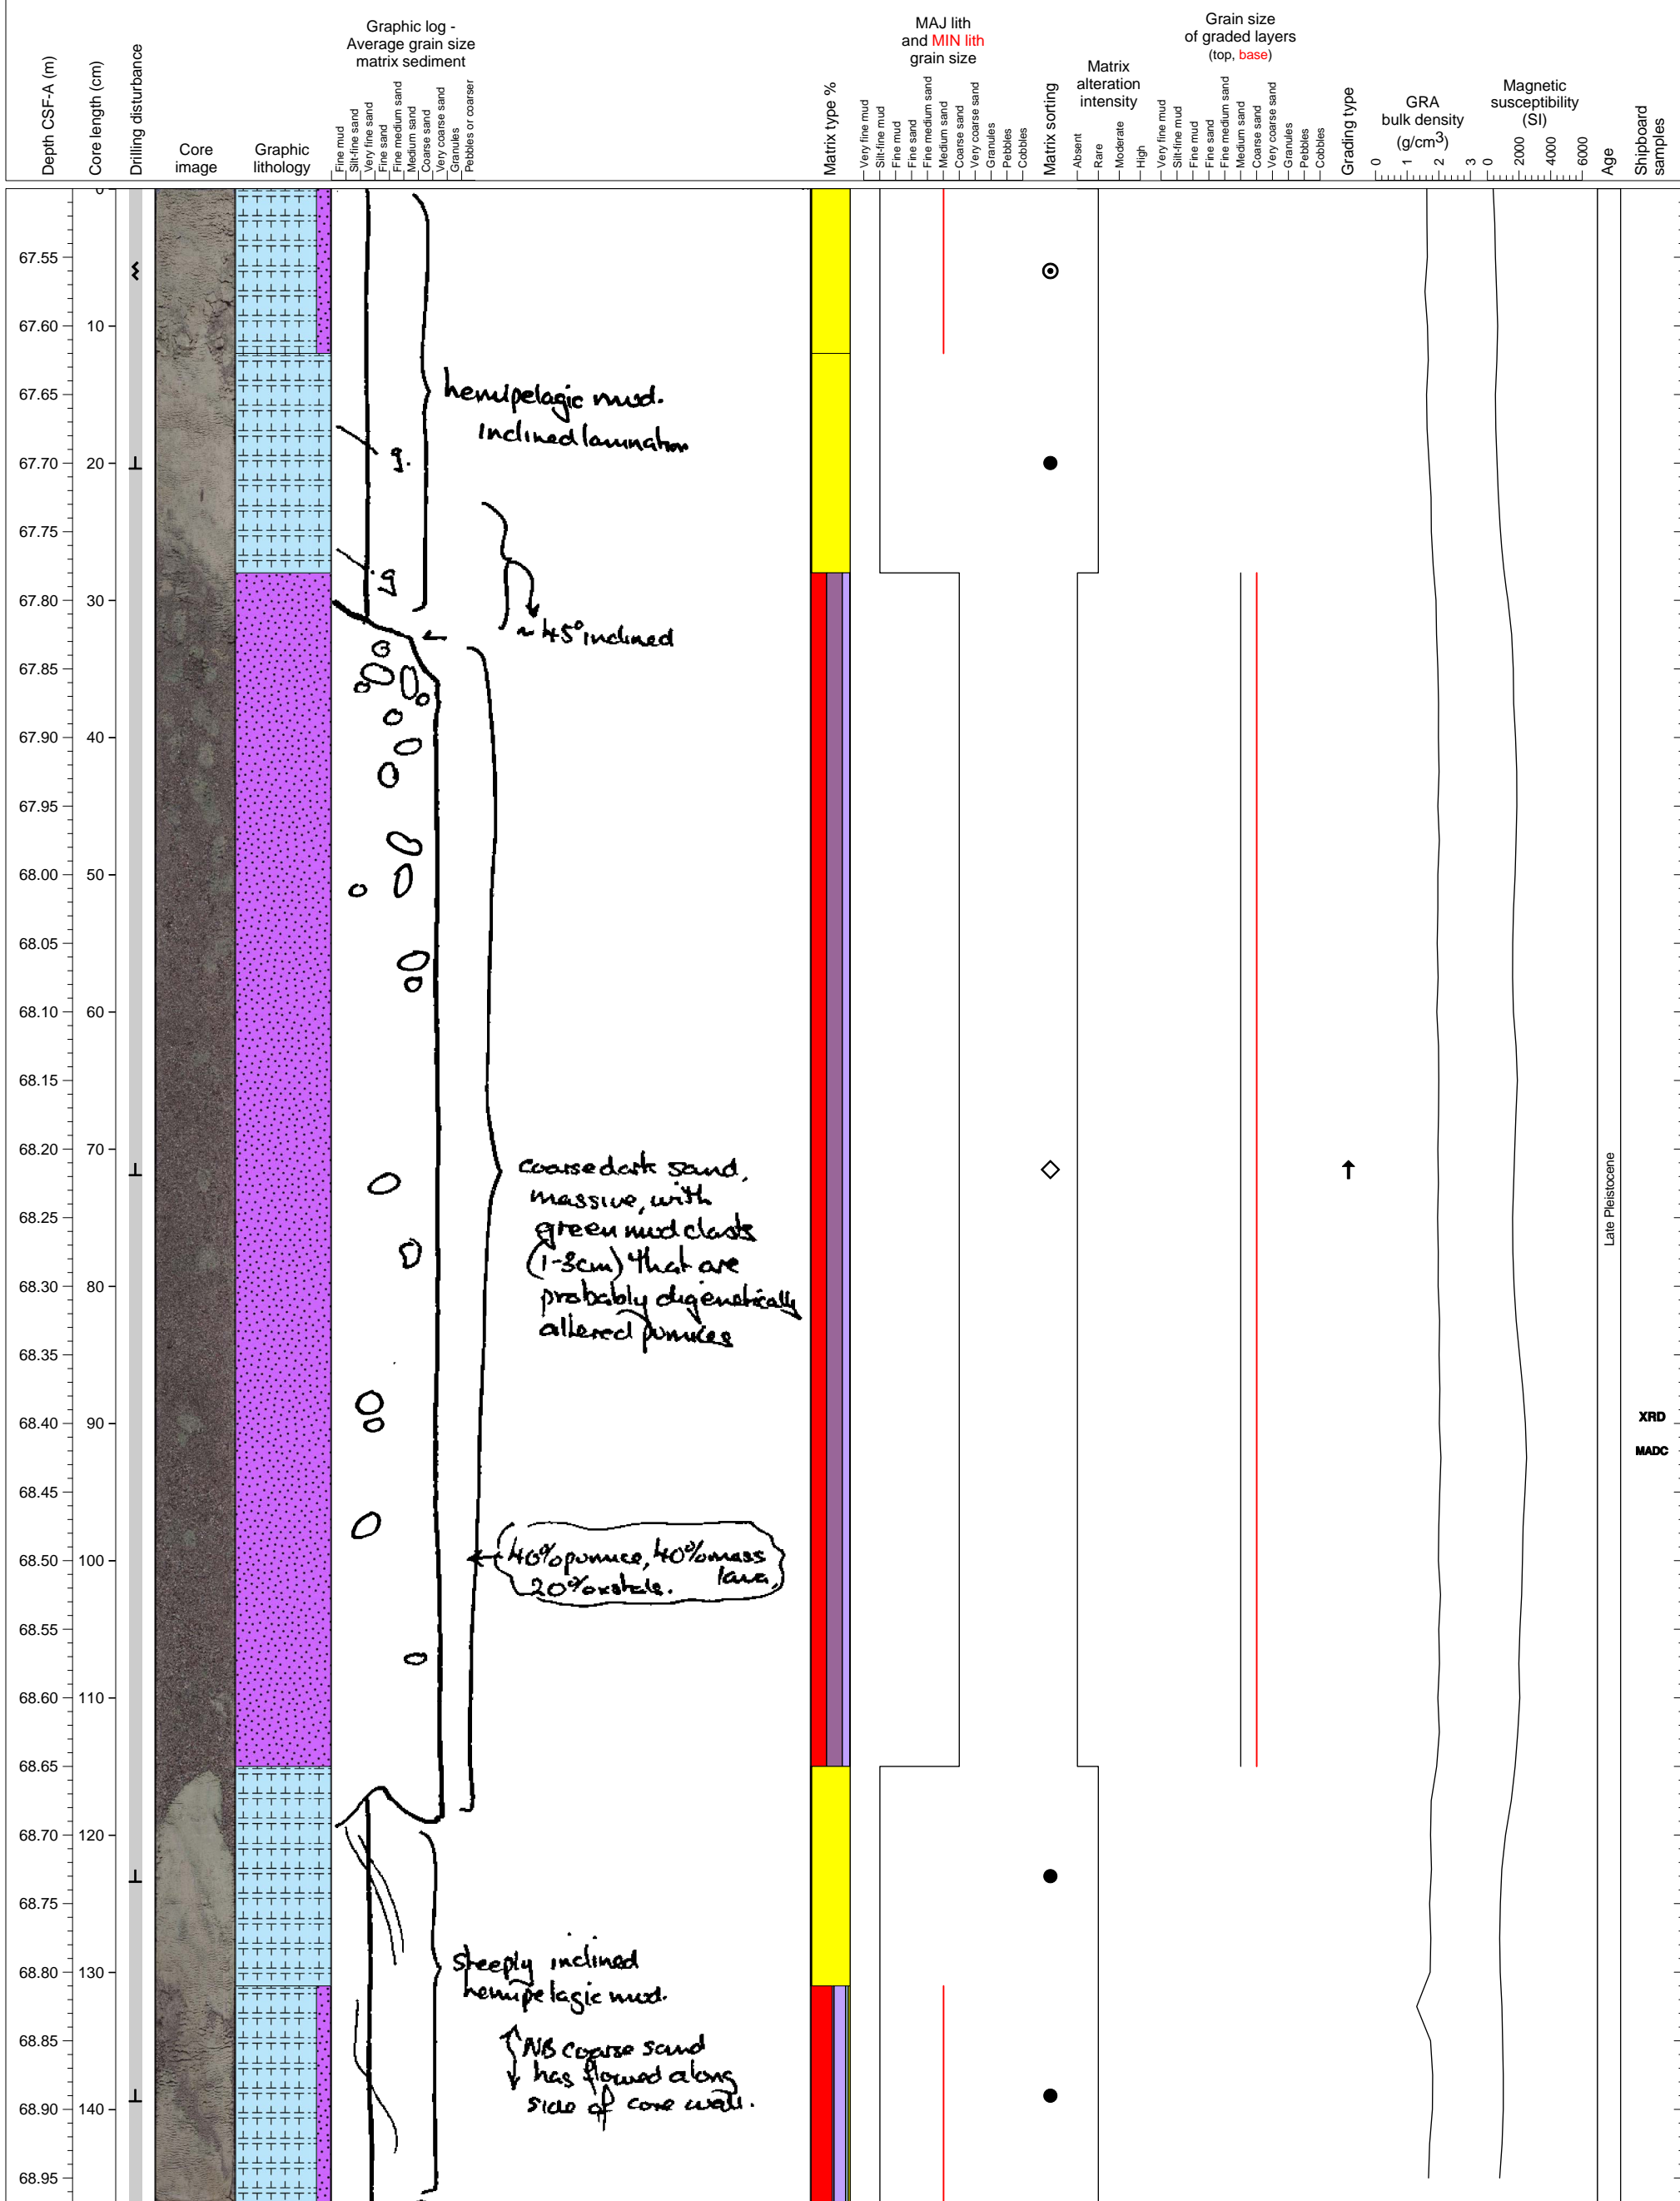 Depth CSF-A (m)
Core length (cm)
Drilling disturbance
Core
image
Graphic
lithology
Graphic log -
Average grain size
matrix sediment
Fine mud
Silt-fine sand
Very fine sand
Fine sand
Fine medium sand
Medium sand
Coarse sand
Very coarse sand
Granules
Pebbles or coarser
Matrix type %
MAJ lith
and MIN lith
grain size
Very fine mud
Silt-fine mud
Fine mud
Fine sand
Fine medium sand
Medium sand
Coarse sand
Very coarse sand
Granules
Pebbles
Cobbles
Matrix sorting
Matrix
alteration
intensity
Absent
Rare
Moderate
High
Grain size
of graded layers
(top, base)
Very fine mud
Silt-fine mud
Fine mud
Fine sand
Fine medium sand
Medium sand
Coarse sand
Very coarse sand
Granules
Pebbles
Cobbles
Grading type
GRA
bulk density
(g/cm3)
0 1 2 3
Magnetic
susceptibility
(SI)
0 2000 4000 6000
Age
Shipboard
samples
0
67.55
67.60 10
67.65
hemipelagic mud.
Inclined lamination
67.70 20
g.
67.75
g
67.80 30
~45° inclined
67.85
67.90 40
67.95
68.00 50
68.05
68.10 60
68.15
68.20 70
coarse dark sand,
massive, with
green mud clasts
(1-3cm) that are
probably digenetically
altered pumices
Late Pleistocene
68.25
68.30 80
68.35
68.40 90
XRD
MADC
68.45
68.50 100
40% pumice, 40% mass
lava,
20% xstals.
68.55
68.60 110
68.65
68.70 120
68.75
68.80 130
steeply inclined
hemipelagic mud.
68.85
NB coarse sand
has flowed along
side of core wall.
68.90 140
68.95